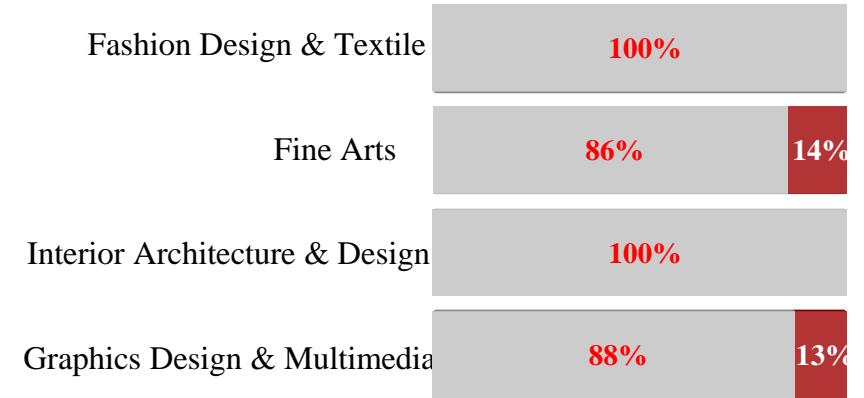 Fashion Design & Textile 100%
Fine Arts 86% 14%
Interior Architecture & Design 100%
Graphics Design & Multimedia 88% 13%